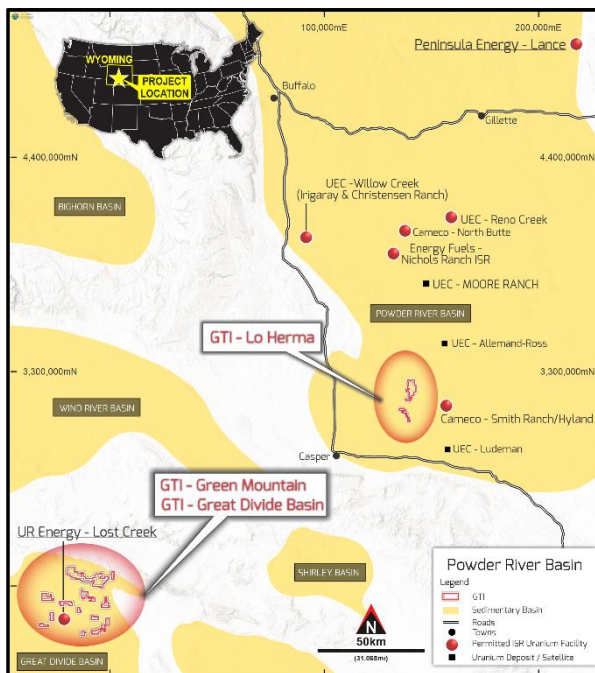 100,000mE
200,000mE
WYOMING
PROJECT
LOCATION
Peninsula Energy - Lance
Buffalo
Gillette
4,400,000mN
4,400,000mN
BIGHORN BASIN
UEC -Willow Creek
(Irigaray & Christensen Ranch)
UEC - Reno Creek
Cameco - North Butte
Energy Fuels -
Nichols Ranch ISR
UEC - MOORE RANCH
POWDER RIVER BASIN
GTI - Lo Herma
UEC - Allemand-Ross
3,300,000mN
3,300,000mN
WIND RIVER BASIN
Cameco - Smith Ranch/Hyland
Casper
UEC - Ludeman
GTI - Green Mountain
GTI - Great Divide Basin
UR Energy - Lost Creek
SHIRLEY BASIN
GREAT DIVIDE BASIN
N
50km
(31.068mi)
Powder River Basin
Legend
GTI
Sedimentary Basin
Roads
Towns
Permitted ISR Uranium Facility
Uranium Deposit / Satellite